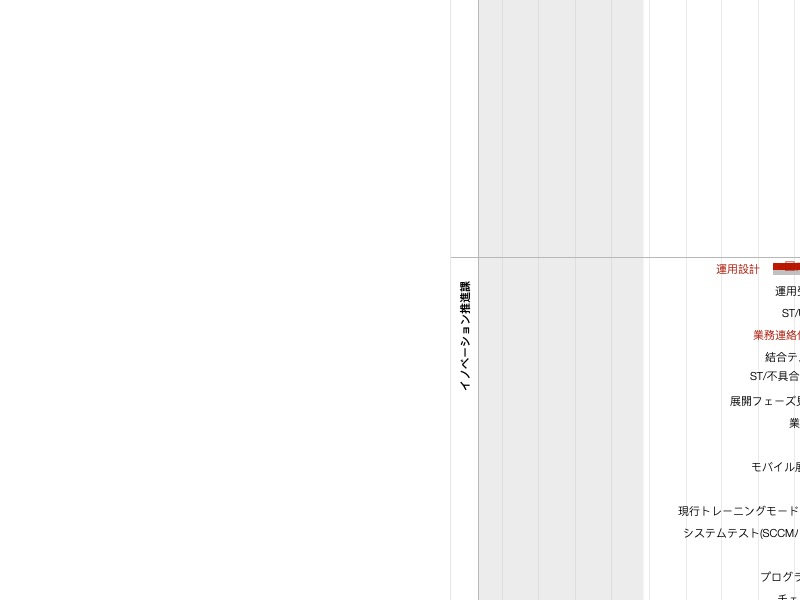 イノベーション推進課
運用設計
運用
ST/
業務連絡
結合テ
ST/不具合
展開フェーズ
業
モバイル
現行トレーニングモード
システムテスト(SCCM/
プログラ
チェ